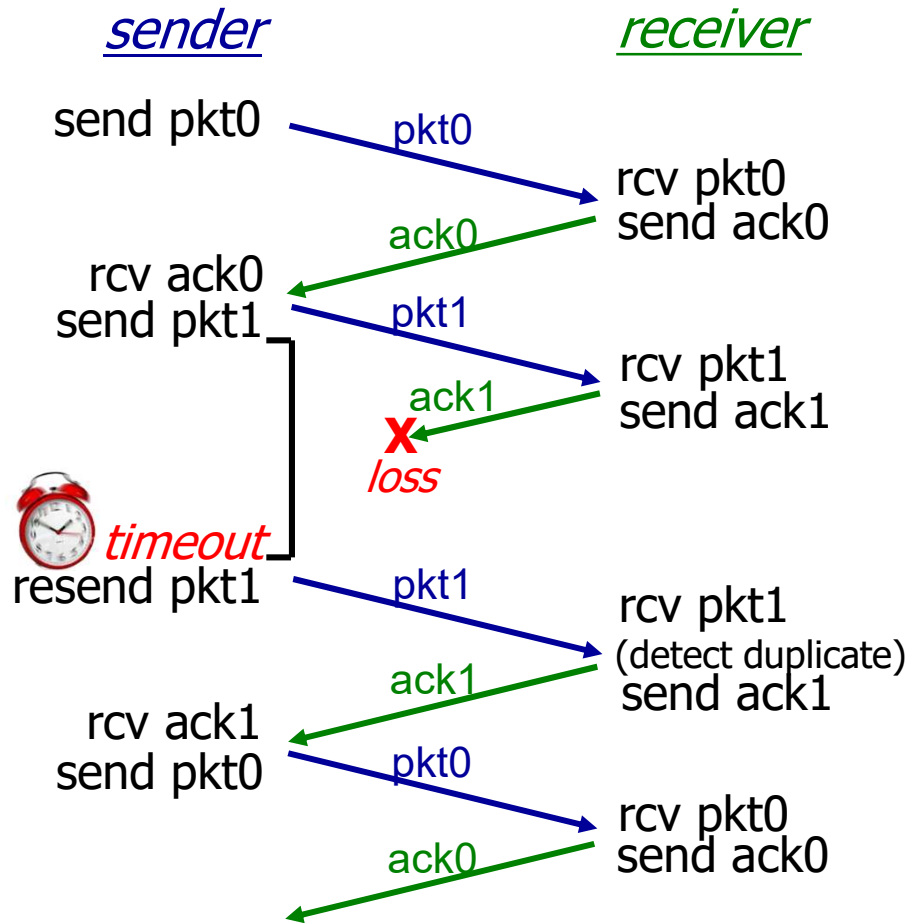 sender
receiver
send pkt0
pkt0
rcv pkt0
send ack0
ack0
rcv ack0
send pkt1
pkt1
rcv pkt1
send ack1
ack1
X
loss
timeout
resend pkt1
pkt1
rcv pkt1
(detect duplicate)
send ack1
ack1
rcv ack1
send pkt0
pkt0
rcv pkt0
send ack0
ack0